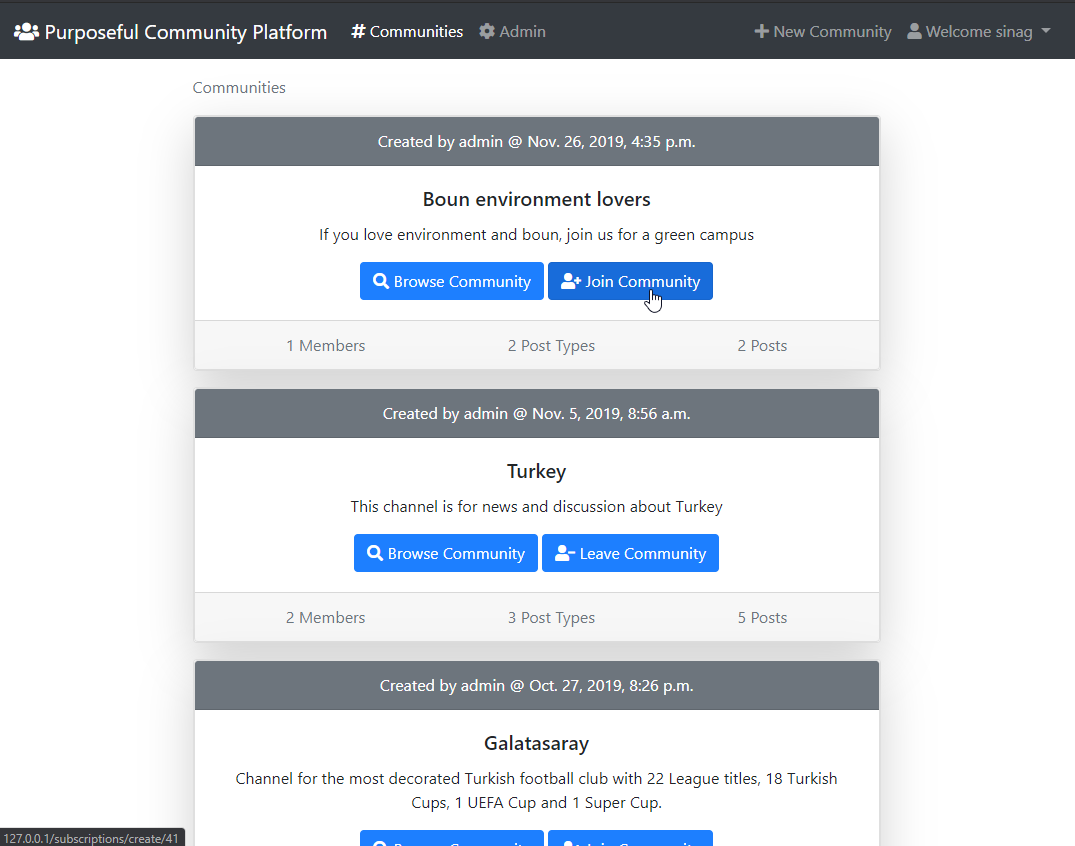 Purposeful Community Platform # Communities Admin + New Community Welcome sinag
Communities
Created by admin @ Nov. 26, 2019, 4:35 p.m.
Boun environment lovers
If you love environment and boun, join us for a green campus
Browse Community Join Community
1 Members 2 Post Types 2 Posts
Created by admin @ Nov. 5, 2019, 8:56 a.m.
Turkey
This channel is for news and discussion about Turkey
Browse Community Leave Community
2 Members 3 Post Types 5 Posts
Created by admin @ Oct. 27, 2019, 8:26 p.m.
Galatasaray
Channel for the most decorated Turkish football club with 22 League titles, 18 Turkish
Cups, 1 UEFA Cup and 1 Super Cup.
Browse Community Join Community
127.0.0.1/subscriptions/create/41